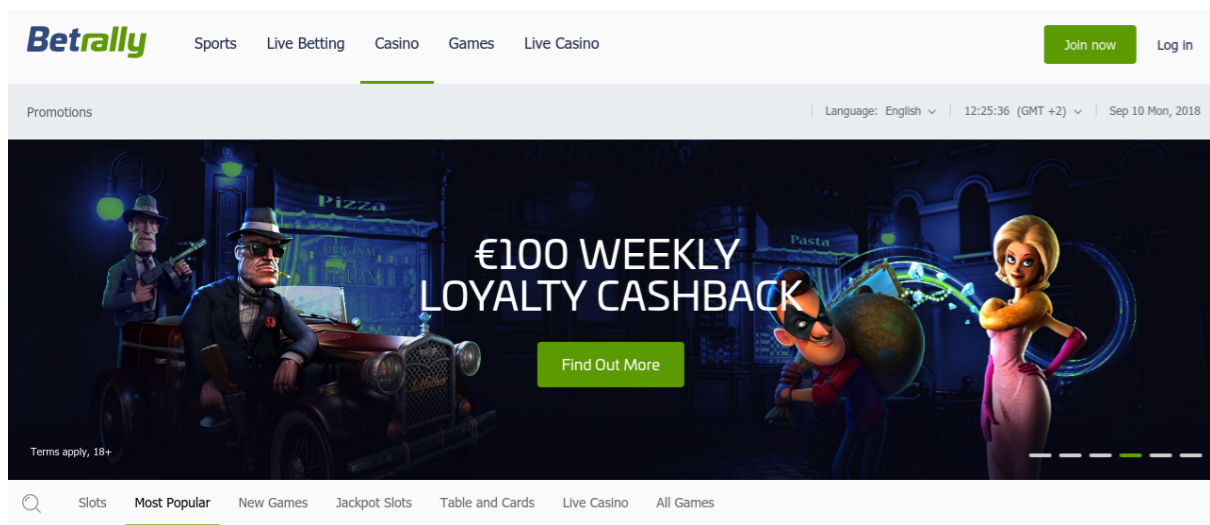 Betrally
Sports Live Betting Casino Games Live Casino
Join now Log in
Promotions
Language: English 12:25:36 (GMT +2) Sep 10 Mon, 2018
Pizza
ORIGINAL
ITALIAN
Pasta
€100 WEEKLY
LOYALTY CASHBACK
Find Out More
Terms apply, 18+
Slots Most Popular New Games Jackpot Slots Table and Cards Live Casino All Games